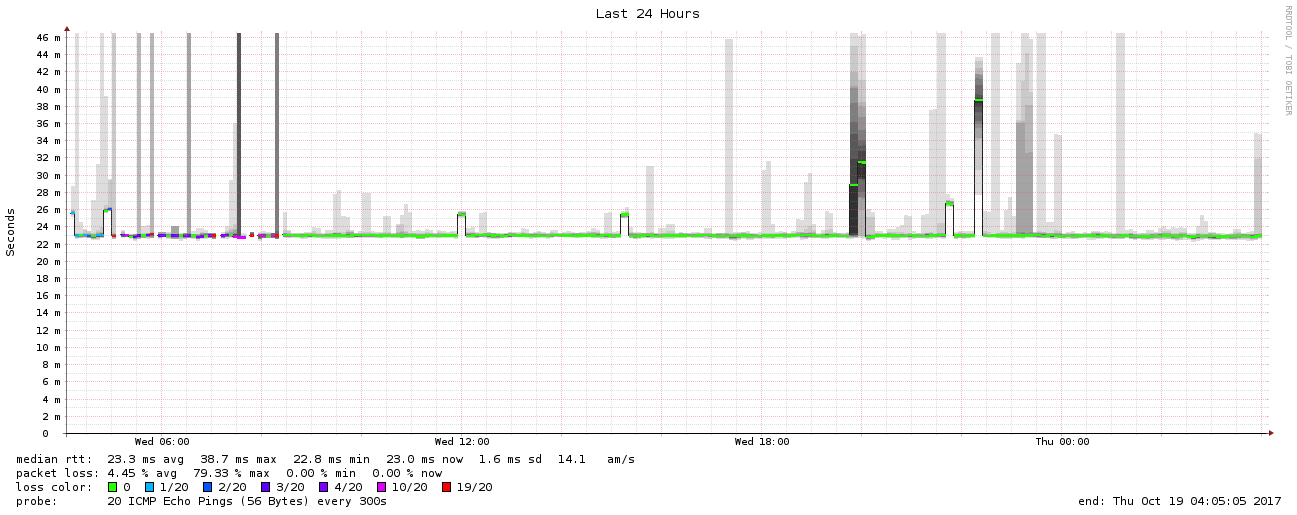 Last 24 Hours
RRDTOOL / TOBI OETIKER
Seconds
46 m
44 m
42 m
40 m
38 m
36 m
34 m
32 m
30 m
28 m
26 m
24 m
22 m
20 m
18 m
16 m
14 m
12 m
10 m
8 m
6 m
4 m
2 m
0
Wed 06:00 Wed 12:00 Wed 18:00 Thu 00:00
median rtt: 23.3 ms avg 38.7 ms max 22.8 ms min 23.0 ms now 1.6 ms sd 14.1 am/s
packet loss: 4.45 % avg 79.33 % max 0.00 % min 0.00 % now
loss color: 0 1/20 2/20 3/20 4/20 10/20 19/20
probe: 20 ICMP Echo Pings (56 Bytes) every 300s end: Thu Oct 19 04:05:05 2017